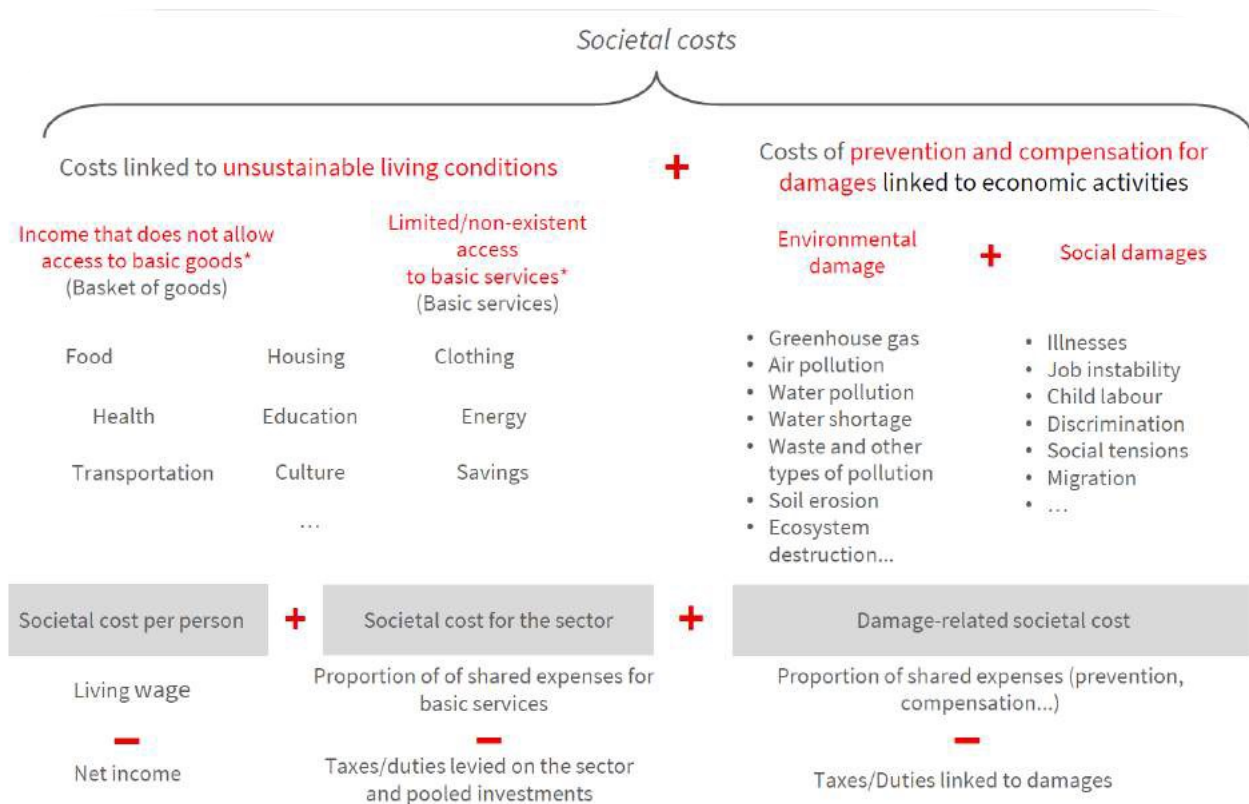 Societal costs
Costs linked to unsustainable living conditions
+
Costs of prevention and compensation for
damages linked to economic activities
Income that does not allow
access to basic goods*
(Basket of goods)
Limited/non-existent
access
to basic services*
(Basic services)
Environmental
damage
+
Social damages
Food Housing Clothing
Health Education Energy
Transportation Culture Savings
...
• Greenhouse gas
• Air pollution
• Water pollution
• Water shortage
• Waste and other
types of pollution
• Soil erosion
• Ecosystem
destruction...
• Illnesses
• Job instability
• Child labour
• Discrimination
• Social tensions
• Migration
• ...
Societal cost per person + Societal cost for the sector + Damage-related societal cost
Living wage
−
Net income
Proportion of of shared expenses for
basic services
−
Taxes/duties levied on the sector
and pooled investments
Proportion of shared expenses (prevention,
compensation...)
−
Taxes/Duties linked to damages